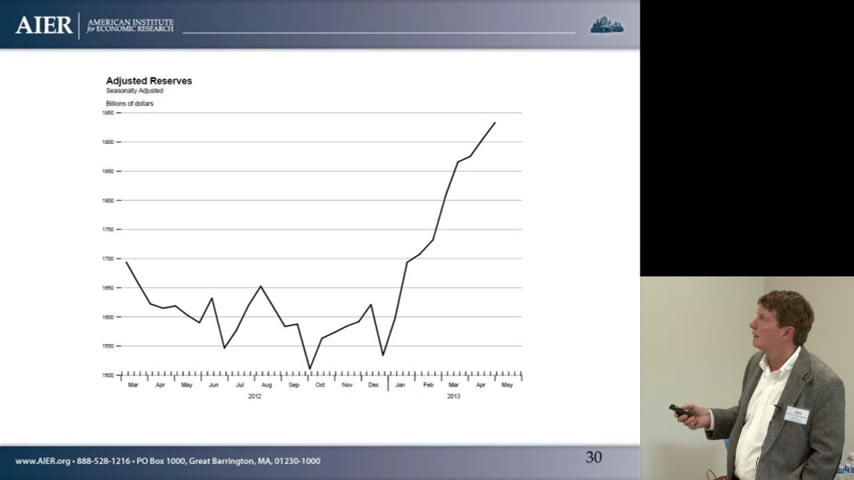 AIER
AMERICAN INSTITUTE
for ECONOMIC RESEARCH
Adjusted Reserves
Seasonally Adjusted
Billions of dollars
1950
1900
1850
1800
1750
1700
1650
1600
1550
1500
Mar Apr May Jun Jul Aug Sep Oct Nov Dec Jan Feb Mar Apr May
2012 2013
www.AIER.org • 888-528-1216 • PO Box 1000, Great Barrington, MA, 01230-1000
30